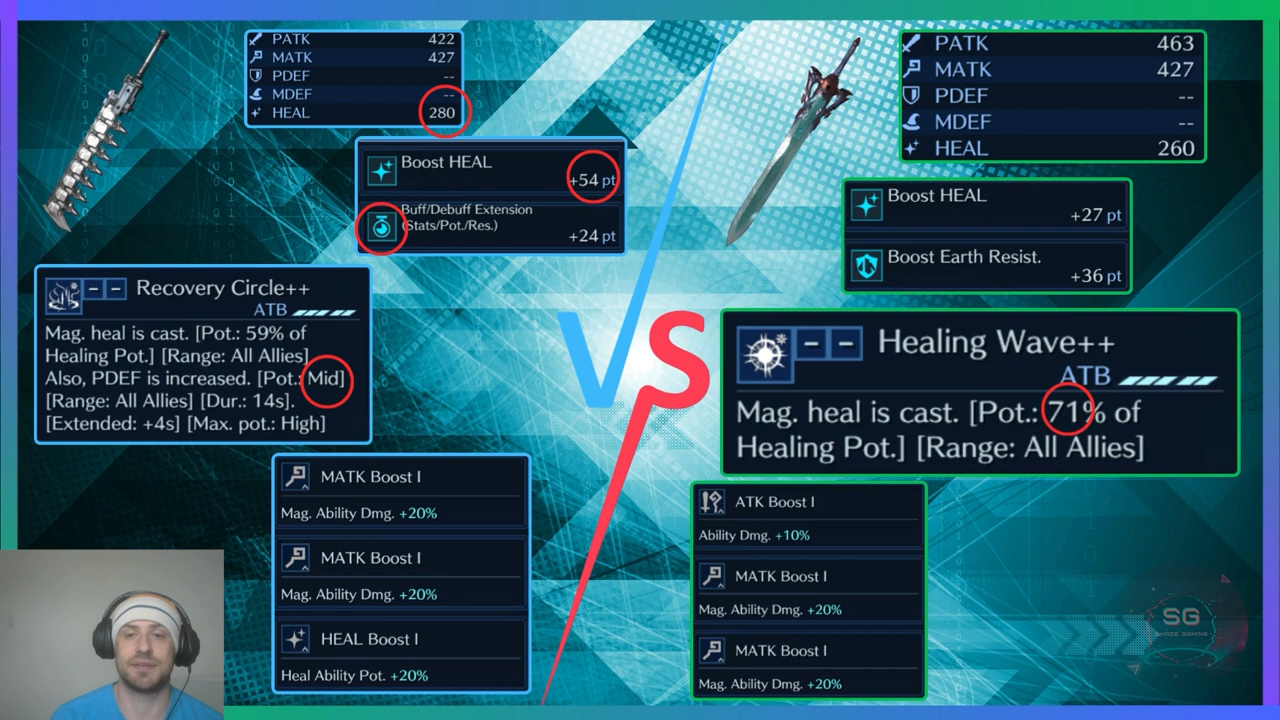 PATK 422
MATK 427
PDEF --
MDEF --
HEAL 280
Boost HEAL
+54 pt
Buff/Debuff Extension
(Stats/Pot./Res.)
+24 pt
Recovery Circle++
ATB
Mag. heal is cast. [Pot.: 59% of
Healing Pot.] [Range: All Allies]
Also, PDEF is increased. [Pot.: Mid]
[Range: All Allies] [Dur.: 14s].
[Extended: +4s] [Max. pot.: High]
MATK Boost I
Mag. Ability Dmg. +20%
MATK Boost I
Mag. Ability Dmg. +20%
HEAL Boost I
Heal Ability Pot. +20%
VS
PATK 463
MATK 427
PDEF --
MDEF --
HEAL 260
Boost HEAL
+27 pt
Boost Earth Resist.
+36 pt
Healing Wave++
ATB
Mag. heal is cast. [Pot.: 71% of
Healing Pot.] [Range: All Allies]
ATK Boost I
Ability Dmg. +10%
MATK Boost I
Mag. Ability Dmg. +20%
MATK Boost I
Mag. Ability Dmg. +20%
SG
GAMING